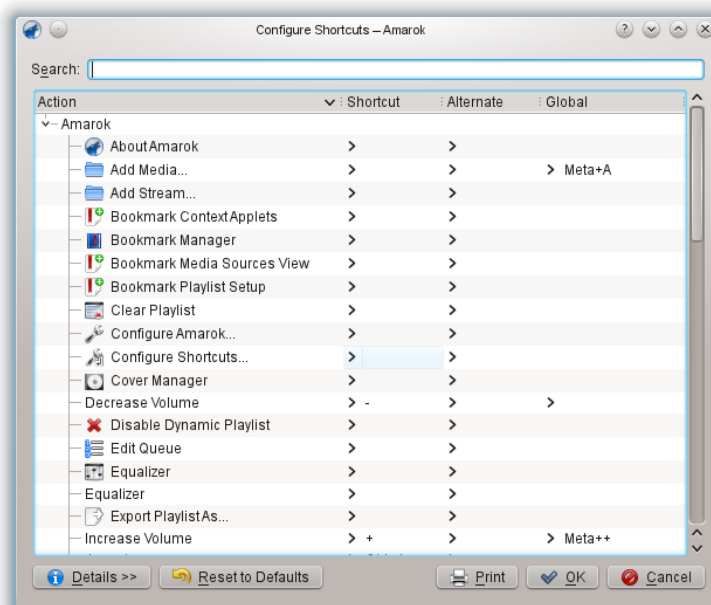 Configure Shortcuts – Amarok
Search:
Action Shortcut Alternate Global
Amarok
About Amarok
Add Media... Meta+A
Add Stream...
Bookmark Context Applets
Bookmark Manager
Bookmark Media Sources View
Bookmark Playlist Setup
Clear Playlist
Configure Amarok...
Configure Shortcuts...
Cover Manager
Decrease Volume -
Disable Dynamic Playlist
Edit Queue
Equalizer
Equalizer
Export Playlist As...
Increase Volume + Meta++
Details >> Reset to Defaults Print OK Cancel